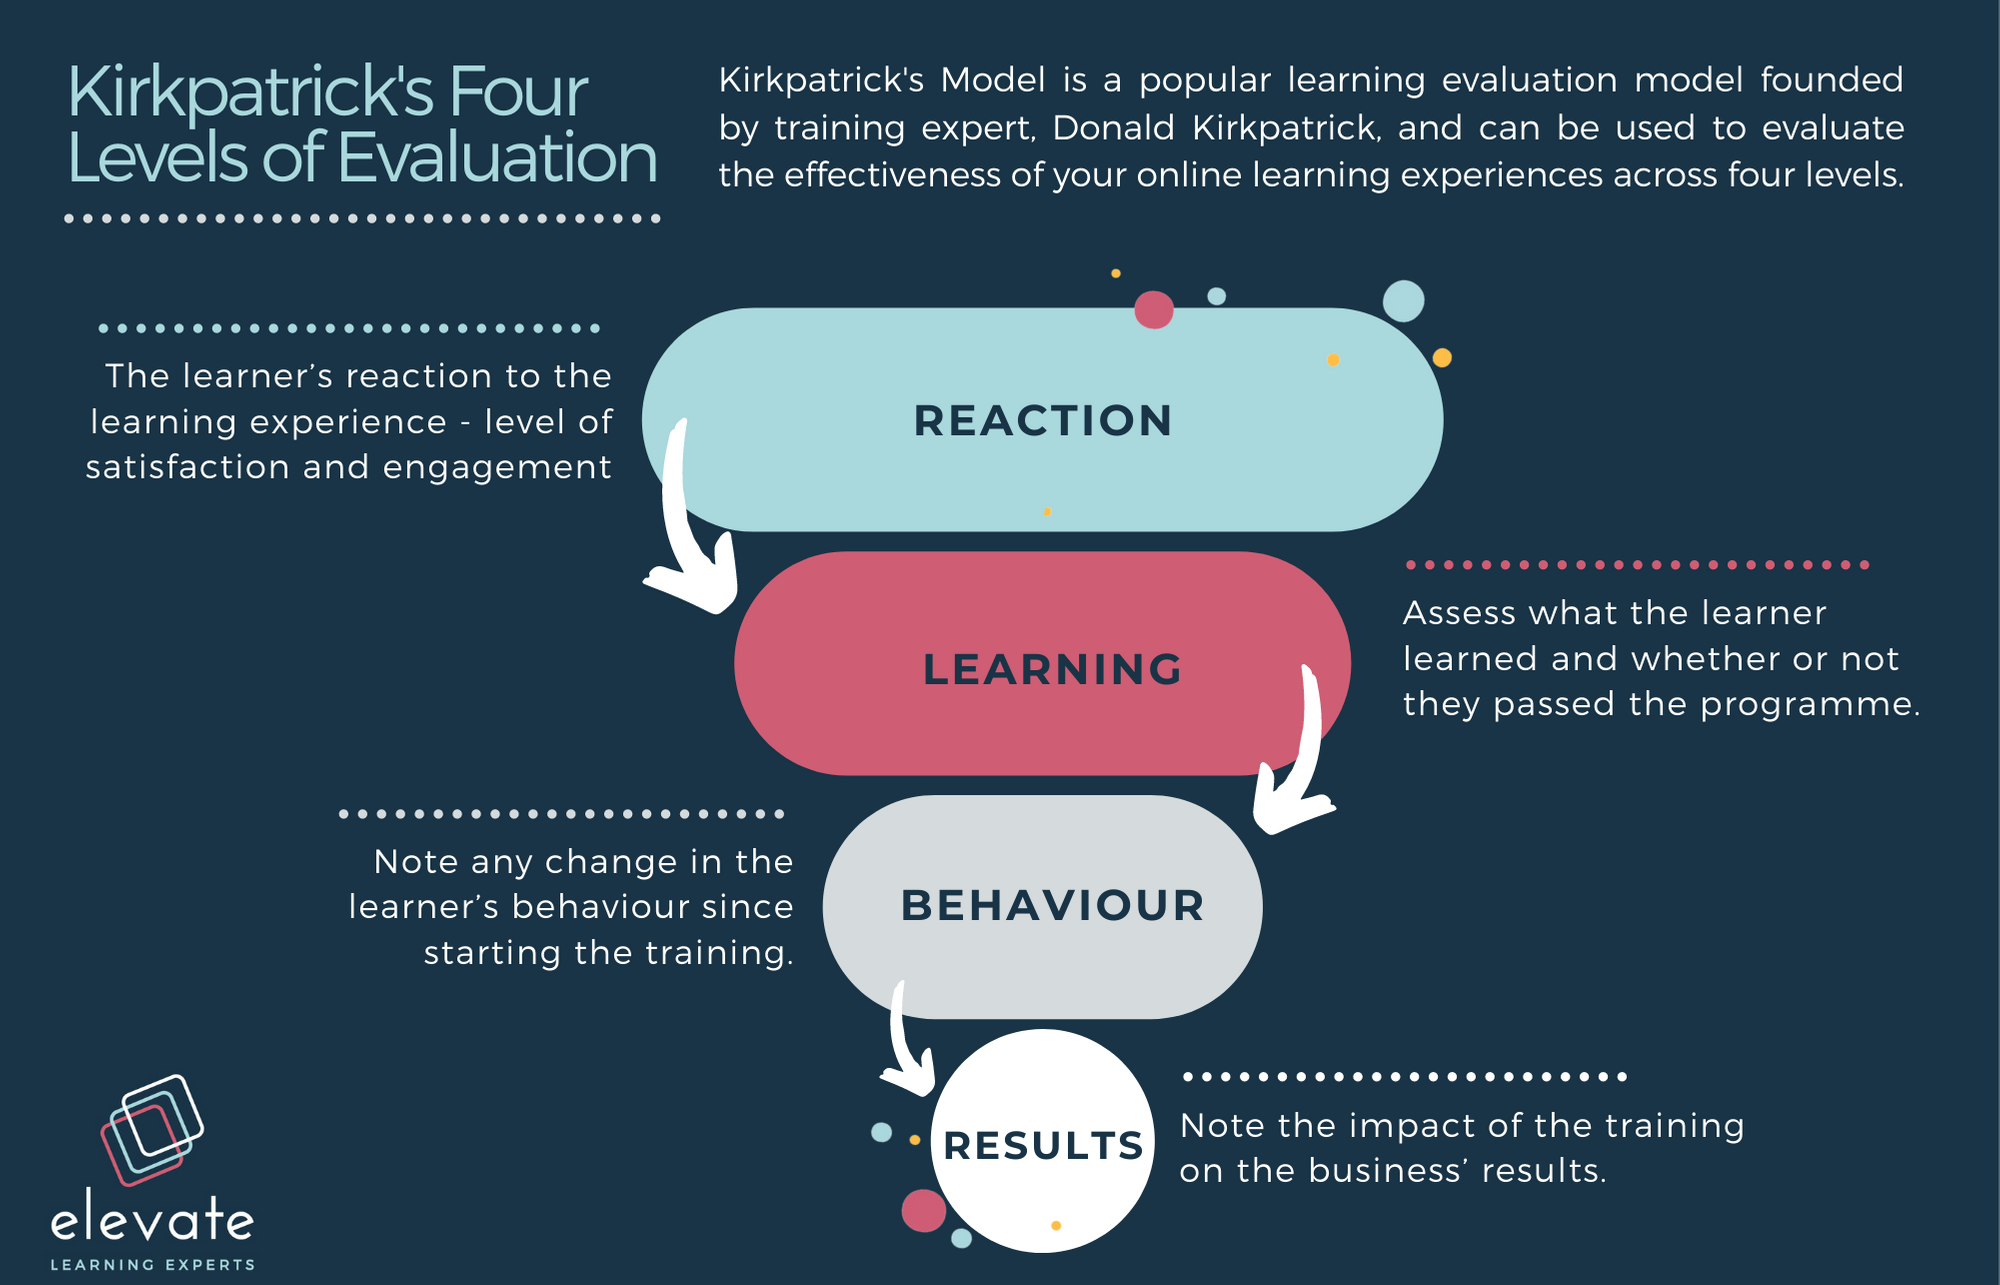 Kirkpatrick's Four
Levels of Evaluation
Kirkpatrick's Model is a popular learning evaluation model founded
by training expert, Donald Kirkpatrick, and can be used to evaluate
the effectiveness of your online learning experiences across four levels.
The learner’s reaction to the
learning experience - level of
satisfaction and engagement
REACTION
LEARNING
Assess what the learner
learned and whether or not
they passed the programme.
Note any change in the
learner’s behaviour since
starting the training.
BEHAVIOUR
RESULTS
Note the impact of the training
on the business’ results.
elevate
LEARNING EXPERTS